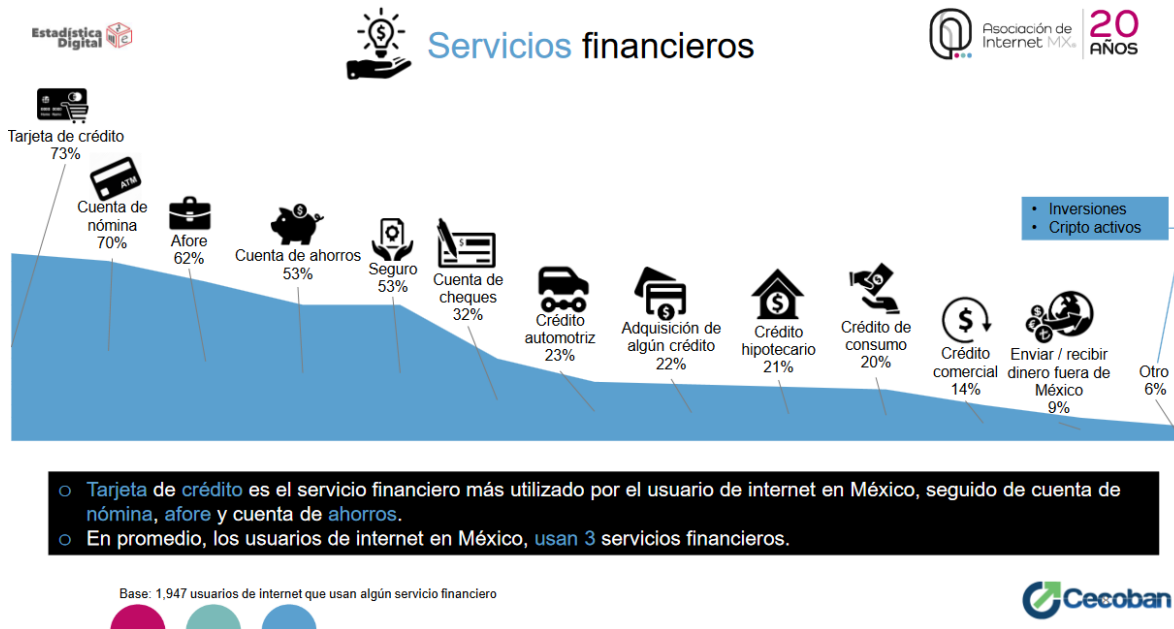 Estadística
Digital
Servicios financieros
Asociación de
Internet MX®
20
AÑOS
Tarjeta de crédito
73%
ATM
Cuenta de
nómina
70%
Afore
62%
Cuenta de ahorros
53%
Seguro
53%
Cuenta de
cheques
32%
Crédito
automotriz
23%
Adquisición de
algún crédito
22%
Crédito
hipotecario
21%
Crédito de
consumo
20%
Crédito
comercial
14%
Enviar / recibir
dinero fuera de
México
9%
• Inversiones
• Cripto activos
Otro
6%
○ Tarjeta de crédito es el servicio financiero más utilizado por el usuario de internet en México, seguido de cuenta de
nómina, afore y cuenta de ahorros.
○ En promedio, los usuarios de internet en México, usan 3 servicios financieros.
Base: 1,947 usuarios de internet que usan algún servicio financiero
Cecoban